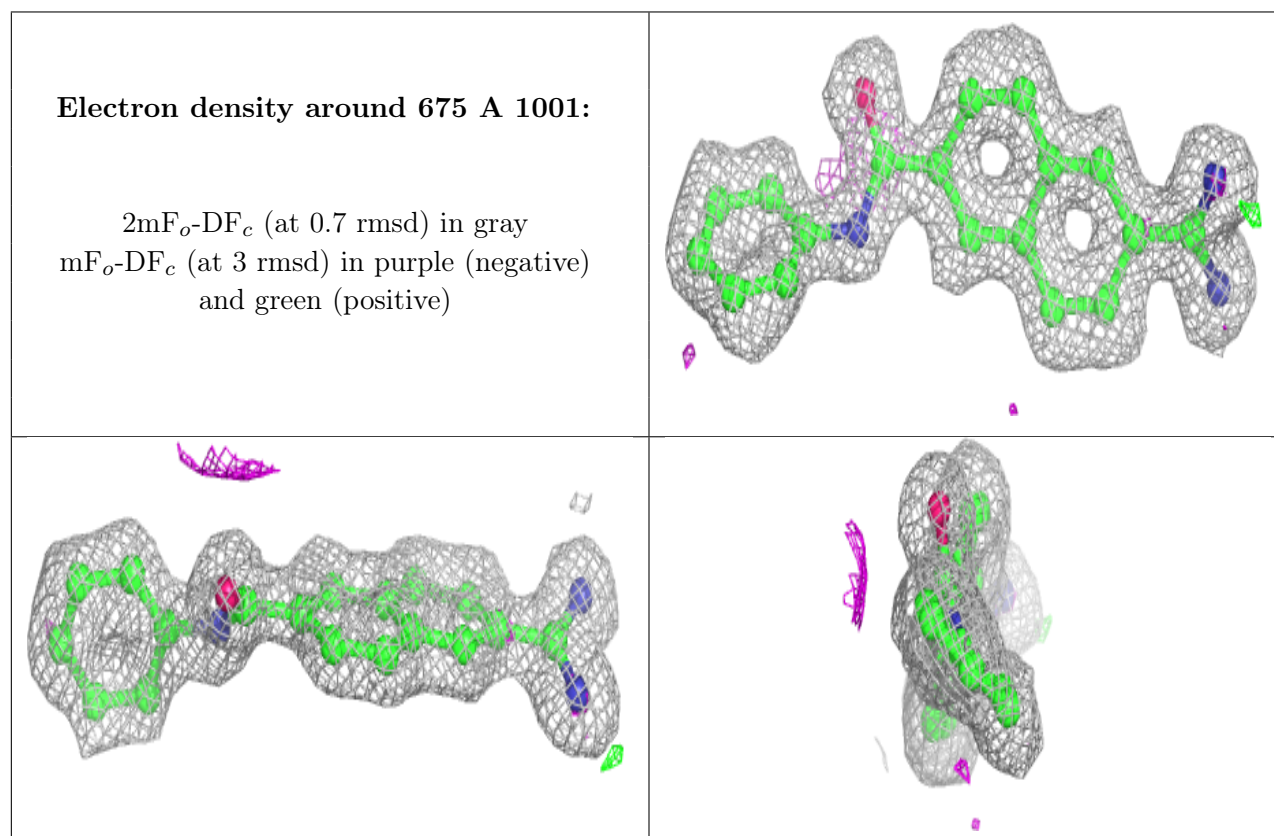 Electron density around 675 A 1001:
2mFo-DFc (at 0.7 rmsd) in gray
mFo-DFc (at 3 rmsd) in purple (negative)
and green (positive)